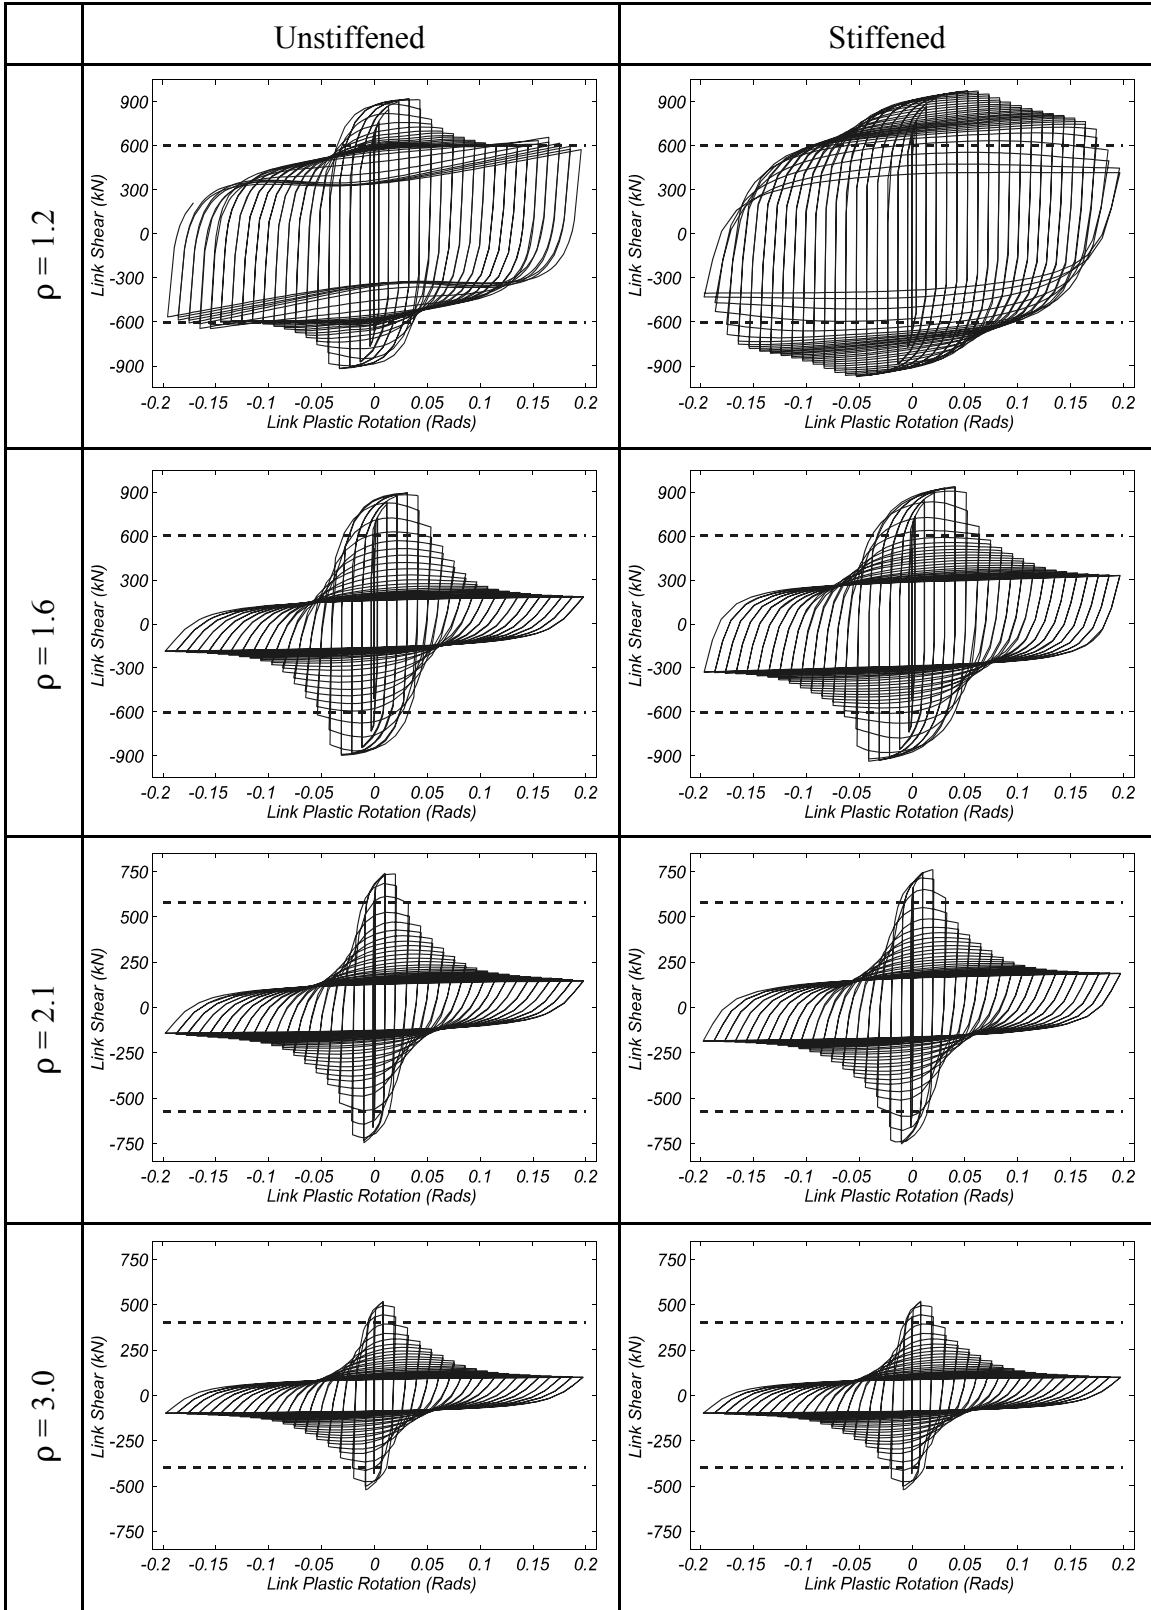 Unstiffened Stiffened
ρ = 1.2
900
600
300
0
-300
-600
-900
Link Shear (kN)
-0.2 -0.15 -0.1 -0.05 0 0.05 0.1 0.15 0.2
Link Plastic Rotation (Rads)
900
600
300
0
-300
-600
-900
Link Shear (kN)
-0.2 -0.15 -0.1 -0.05 0 0.05 0.1 0.15 0.2
Link Plastic Rotation (Rads)
ρ = 1.6
900
600
300
0
-300
-600
-900
Link Shear (kN)
-0.2 -0.15 -0.1 -0.05 0 0.05 0.1 0.15 0.2
Link Plastic Rotation (Rads)
900
600
300
0
-300
-600
-900
Link Shear (kN)
-0.2 -0.15 -0.1 -0.05 0 0.05 0.1 0.15 0.2
Link Plastic Rotation (Rads)
ρ = 2.1
750
500
250
0
-250
-500
-750
Link Shear (kN)
-0.2 -0.15 -0.1 -0.05 0 0.05 0.1 0.15 0.2
Link Plastic Rotation (Rads)
750
500
250
0
-250
-500
-750
Link Shear (kN)
-0.2 -0.15 -0.1 -0.05 0 0.05 0.1 0.15 0.2
Link Plastic Rotation (Rads)
ρ = 3.0
750
500
250
0
-250
-500
-750
Link Shear (kN)
-0.2 -0.15 -0.1 -0.05 0 0.05 0.1 0.15 0.2
Link Plastic Rotation (Rads)
750
500
250
0
-250
-500
-750
Link Shear (kN)
-0.2 -0.15 -0.1 -0.05 0 0.05 0.1 0.15 0.2
Link Plastic Rotation (Rads)